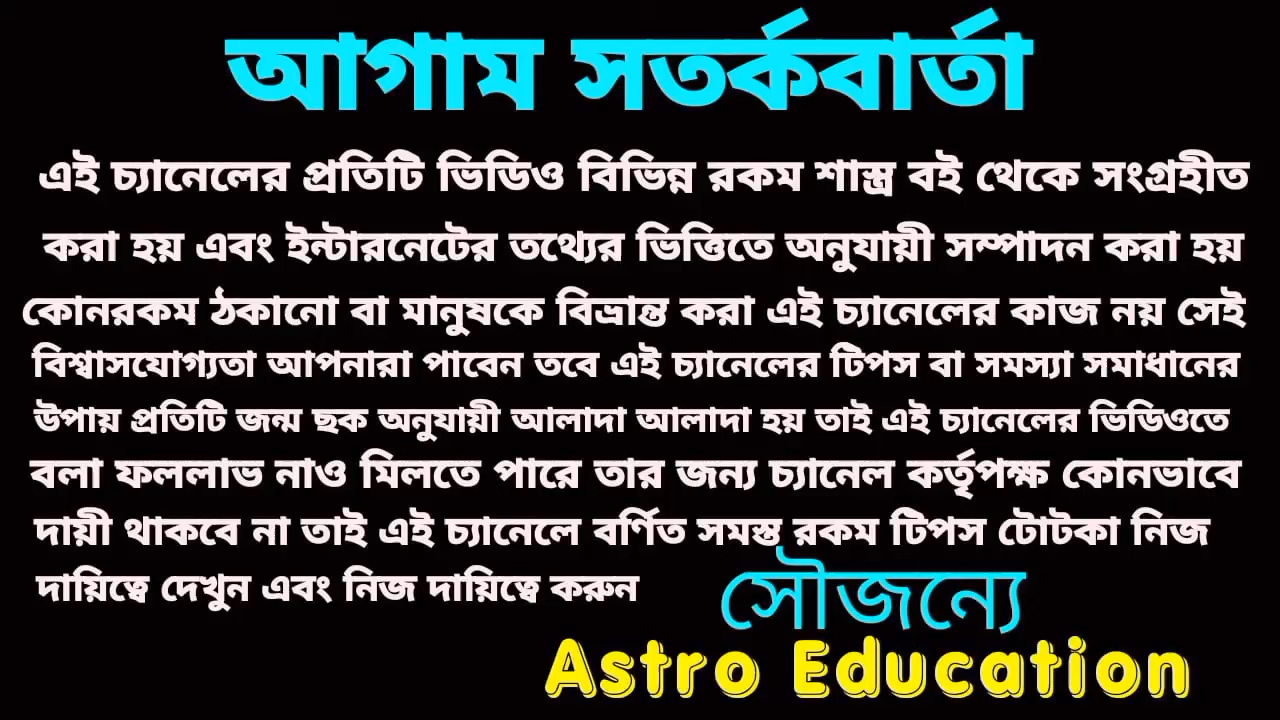 আগাম সতর্কবার্তা
এই চ্যানেলের প্রতিটি ভিডিও বিভিন্ন রকম শাস্ত্র বই থেকে সংগ্রহীত
করা হয় এবং ইন্টারনেটের তথ্যের ভিত্তিতে অনুযায়ী সম্পাদন করা হয়
কোনরকম ঠকানো বা মানুষকে বিভ্রান্ত করা এই চ্যানেলের কাজ নয় সেই
বিশ্বাসযোগ্যতা আপনারা পাবেন তবে এই চ্যানেলের টিপস বা সমস্যা সমাধানের
উপায় প্রতিটি জন্ম ছক অনুযায়ী আলাদা আলাদা হয় তাই এই চ্যানেলের ভিডিওতে
বলা ফললাভ নাও মিলতে পারে তার জন্য চ্যানেল কর্তৃপক্ষ কোনভাবে
দায়ী থাকবে না তাই এই চ্যানেলে বর্ণিত সমস্ত রকম টিপস টোটকা নিজ
দায়িত্বে দেখুন এবং নিজ দায়িত্বে করুন
সৌজন্যে
Astro Education